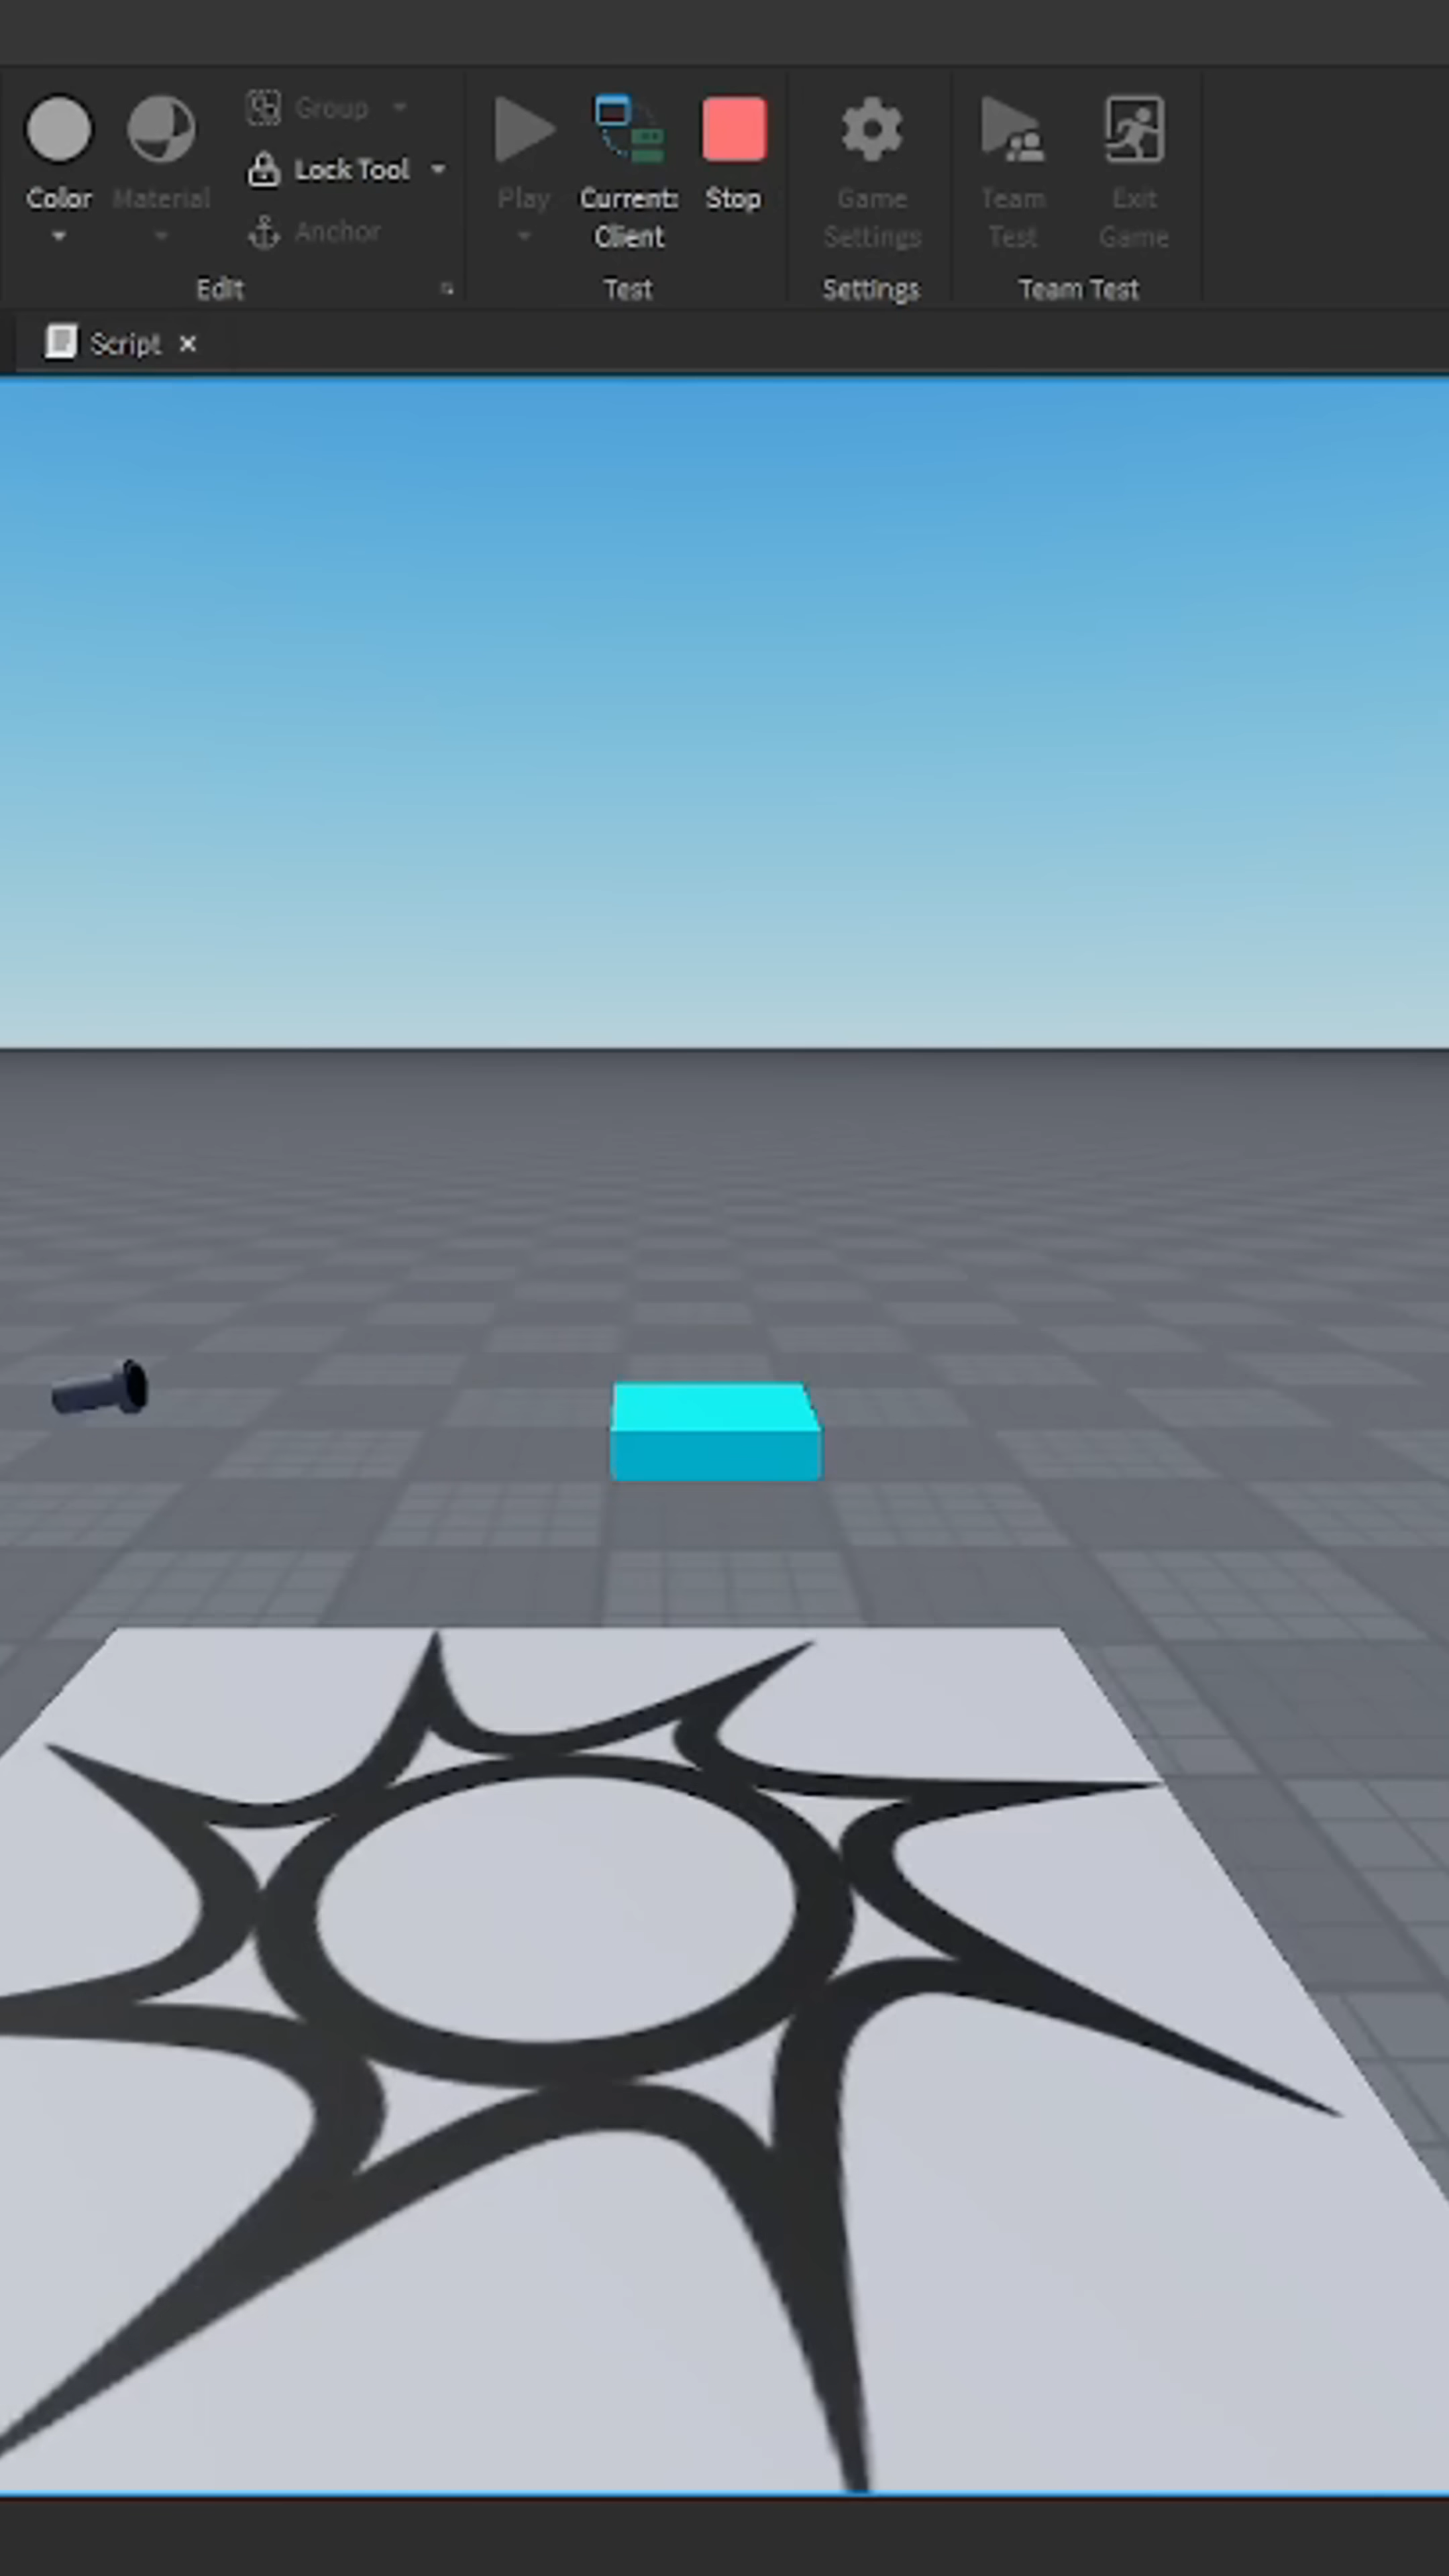 Color
Material
Group
Lock Tool
Anchor
Edit
Play
Current:
Client
Stop
Test
Game
Settings
Settings
Team
Test
Exit
Game
Team Test
Script